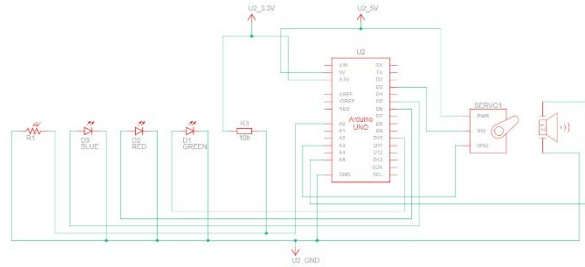 U2_3.3V
U2_5V
U2
VIN
5V
3.3V
AREF
IOREF
RES
A0
A1
A2
A3
A4
A5
GND
Arduino
UNO
RX
TX
D2
D3
D4
D5
D6
D7
D8
D9
D10
D11
D12
D13
SDA
SCL
R1
D3
BLUE
D2
RED
D1
GREEN
R3
10K
SERVO1
PWR
SIG
GND
U2_GND